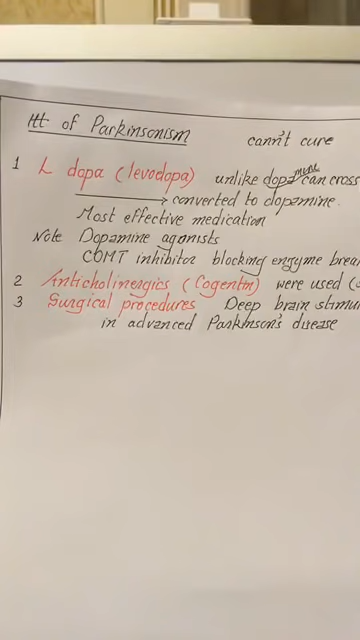 ttt of Parkinsonism cann't cure
1 L dopa (levodopa) unlike dopamine can cross
→ converted to dopamine.
Most effective medication
Note Dopamine agonists
COMT inhibitor blocking enzyme brea
2 Anticholinergics (Cogentin) were used (
3 Surgical procedures Deep brain stimu
in advanced Parkinson's disease